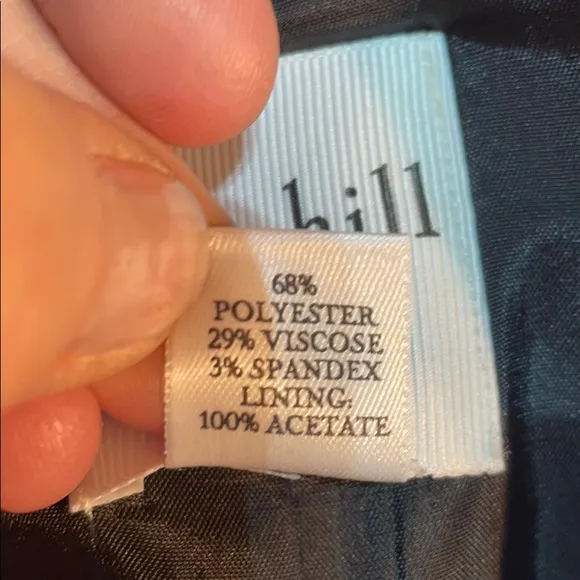 hill
68%
POLYESTER
29% VISCOSE
3% SPANDEX
LINING:
100% ACETATE